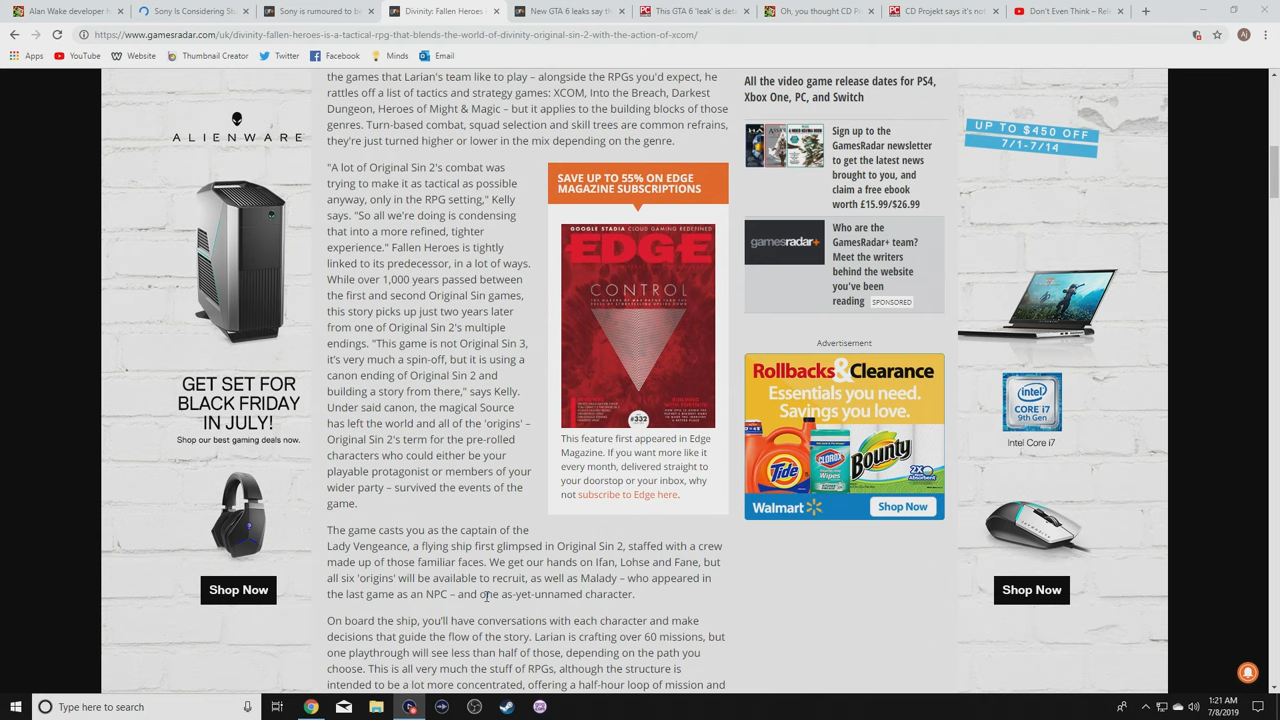 Alan Wake developer h
Sony Is Considering Stu
Sony is rumoured to be
Divinity: Fallen Heroes
New GTA 6 leaks say th
This GTA 6 'leak' is det
Oh, you thought CD P
CD Projekt says it's no
Don't Even Think – Rele
https://www.gamesradar.com/uk/divinity-fallen-heroes-is-a-tactical-rpg-that-blends-the-world-of-divinity-original-sin-2-with-the-action-of-xcom/
Apps YouTube Website Thumbnail Creator Twitter Facebook Minds Email
ALIENWARE
GET SET FOR
BLACK FRIDAY
IN JULY!
Shop our best gaming deals now.
Shop Now
the games that Larian's team like to play – alongside the RPGs you'd expect, he
rattles off a list of tactics and strategy games: XCOM, Into the Breach, Darkest
Dungeon, Heroes of Might & Magic – but it applies to the building blocks of those
genres. Turn-based combat, squad selection and skill trees are common refrains,
they're just turned higher or lower in the mix depending on the genre.
"A lot of Original Sin 2's combat was
trying to make it as tactical as possible
anyway, only in the RPG setting," Kelly
says. "So all we're doing is condensing
that into a more refined, tighter
experience." Fallen Heroes is tightly
linked to its predecessor, in a lot of ways.
While over 1,000 years passed between
the first and second Original Sin games,
this story picks up just two years later
from one of Original Sin 2's multiple
endings. "This game is not Original Sin 3,
it's very much a spin-off, but it is using a
canon ending of Original Sin 2 and
building a story from there," says Kelly.
Under said canon, the magical Source
has left the world and all of the 'origins' –
Original Sin 2's term for the pre-rolled
characters who could either be your
playable protagonist or members of your
wider party – survived the events of the
game.
SAVE UP TO 55% ON EDGE
MAGAZINE SUBSCRIPTIONS
GOOGLE STADIA CLOUD GAMING REDEFINED
EDGE
CONTROL
#332
This feature first appeared in Edge
Magazine. If you want more like it
every month, delivered straight to
your doorstop or your inbox, why
not subscribe to Edge here.
The game casts you as the captain of the
Lady Vengeance, a flying ship first glimpsed in Original Sin 2, staffed with a crew
made up of those familiar faces. We get our hands on Ifan, Lohse and Fane, but
all six 'origins' will be available to recruit, as well as Malady – who appeared in
the last game as an NPC – and one as-yet-unnamed character.
On board the ship, you'll have conversations with each character and make
decisions that guide the flow of the story. Larian is crafting over 60 missions, but
one playthrough will see less than half of those, depending on the path you
choose. This is all very much the stuff of RPGs, although the structure is
intended to be a lot more concentrated, offering a half-hour loop of mission and
All the video game release dates for PS4,
Xbox One, PC, and Switch
Sign up to the
GamesRadar newsletter
to get the latest news
brought to you, and
claim a free ebook
worth £15.99/$26.99
gamesradar+
Who are the
GamesRadar+ team?
Meet the writers
behind the website
you've been
reading SPONSORED
Advertisement
Rollbacks & Clearance
Essentials you need.
Savings you love.
Tide
CLOROX
Wipes
Bounty
2X
Absorbent
Walmart
Shop Now
UP TO $450 OFF
7/1-7/14
intel
CORE i7
9th Gen
Intel Core i7
Shop Now
Type here to search
1:21 AM
7/8/2019